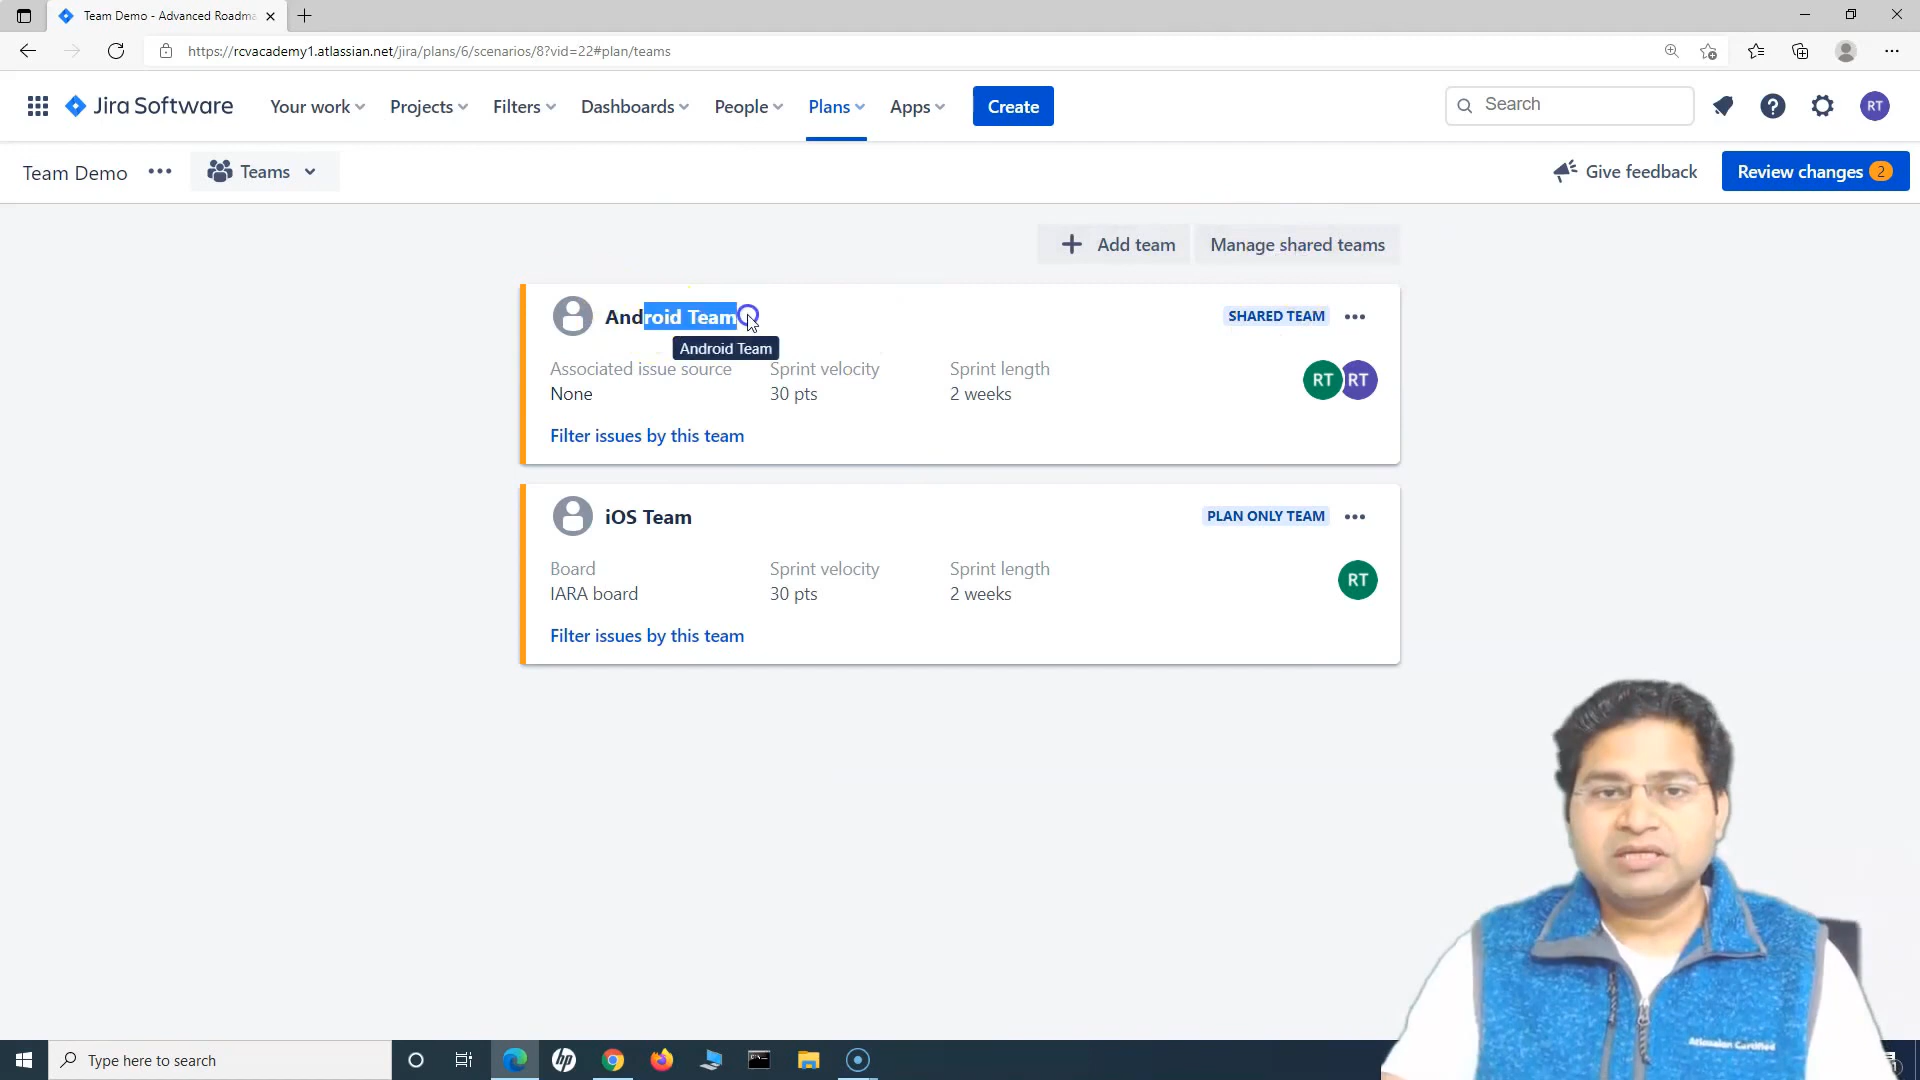 Team Demo - Advanced Roadma
https://rcvacademy1.atlassian.net/jira/plans/6/scenarios/8?vid=22#plan/teams
Jira Software
Your work
Projects
Filters
Dashboards
People
Plans
Apps
Create
Search
RT
Team Demo
Teams
Give feedback
Review changes 2
Add team
Manage shared teams
Android Team
SHARED TEAM
Android Team
Associated issue source
Sprint velocity
Sprint length
None
30 pts
2 weeks
RT
RT
Filter issues by this team
iOS Team
PLAN ONLY TEAM
Board
Sprint velocity
Sprint length
IARA board
30 pts
2 weeks
RT
Filter issues by this team
Atlassian Certified
Type here to search
hp